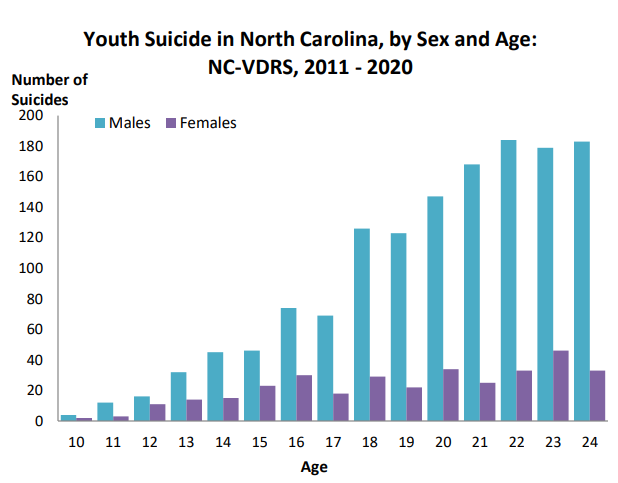 Youth Suicide in North Carolina, by Sex and Age:
NC-VDRS, 2011 - 2020
Number of
Suicides
200
Males Females
180
160
140
120
100
80
60
40
20
0
10 11 12 13 14 15 16 17 18 19 20 21 22 23 24
Age